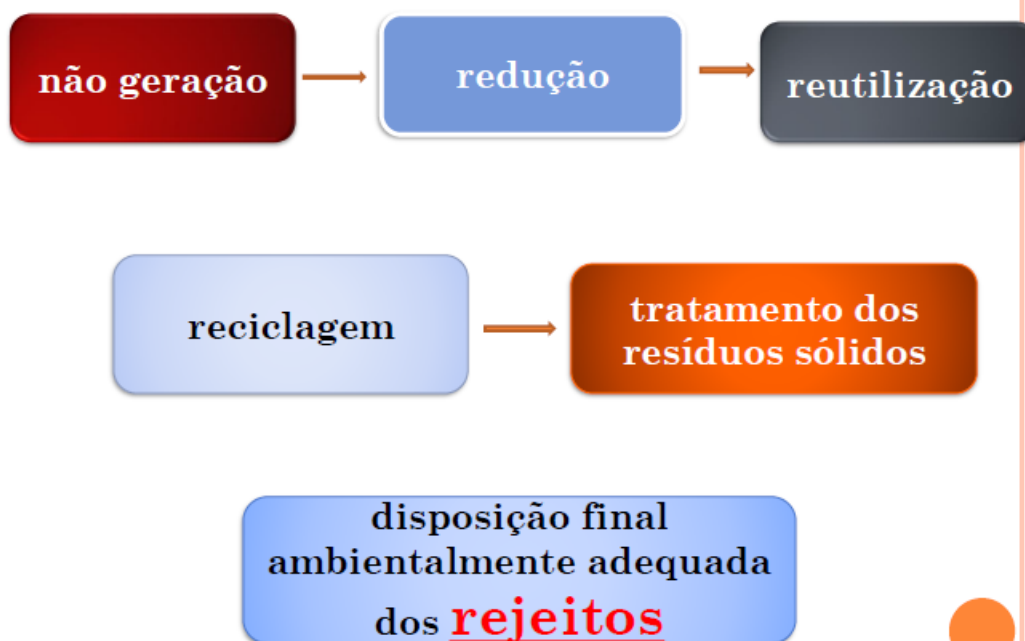 não geração
redução
reutilização
reciclagem
tratamento dos
resíduos sólidos
disposição final
ambientalmente adequada
dos rejeitos